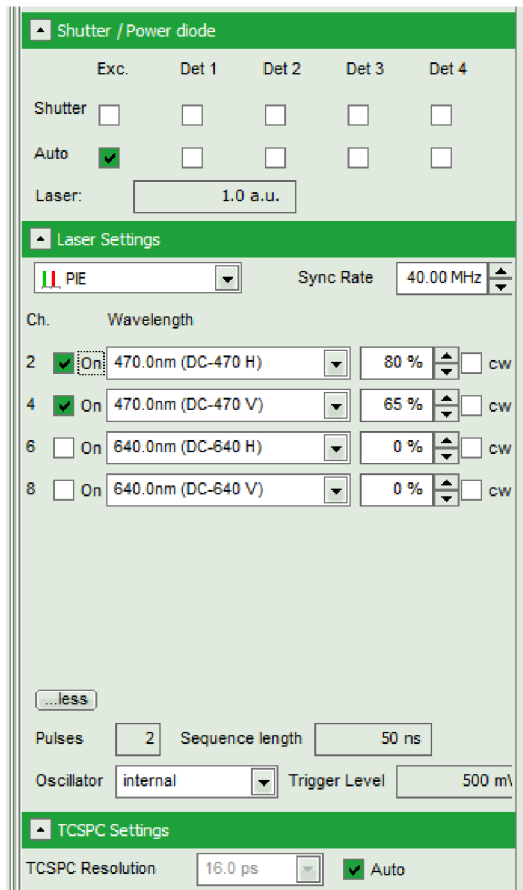 Shutter / Power diode
Exc. Det 1 Det 2 Det 3 Det 4
Shutter
Auto
Laser: 1.0 a.u.
Laser Settings
PIE Sync Rate 40.00 MHz
Ch. Wavelength
2 On 470.0nm (DC-470 H) 80 % cw
4 On 470.0nm (DC-470 V) 65 % cw
6 On 640.0nm (DC-640 H) 0 % cw
8 On 640.0nm (DC-640 V) 0 % cw
...less
Pulses 2 Sequence length 50 ns
Oscillator internal Trigger Level 500 m
TCSPC Settings
TCSPC Resolution 16.0 ps Auto